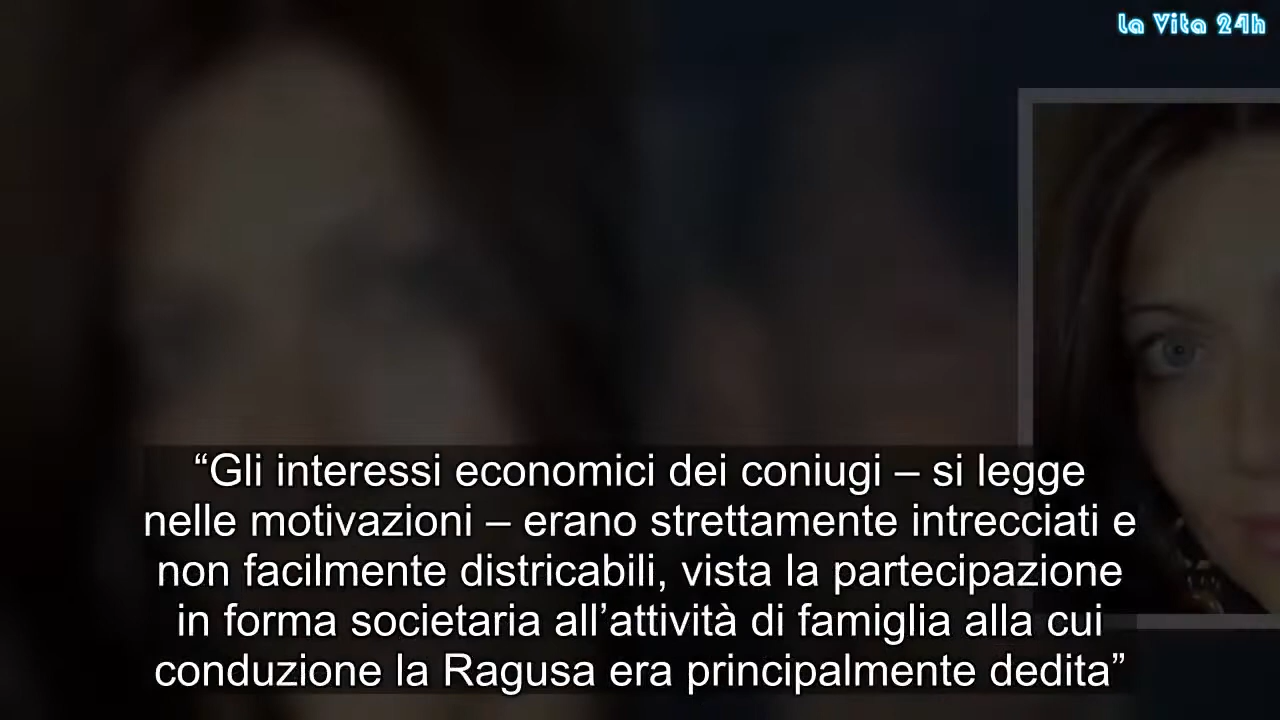 La Vita 24h
“Gli interessi economici dei coniugi – si legge
nelle motivazioni – erano strettamente intrecciati e
non facilmente districabili, vista la partecipazione
in forma societaria all’attività di famiglia alla cui
conduzione la Ragusa era principalmente dedita”